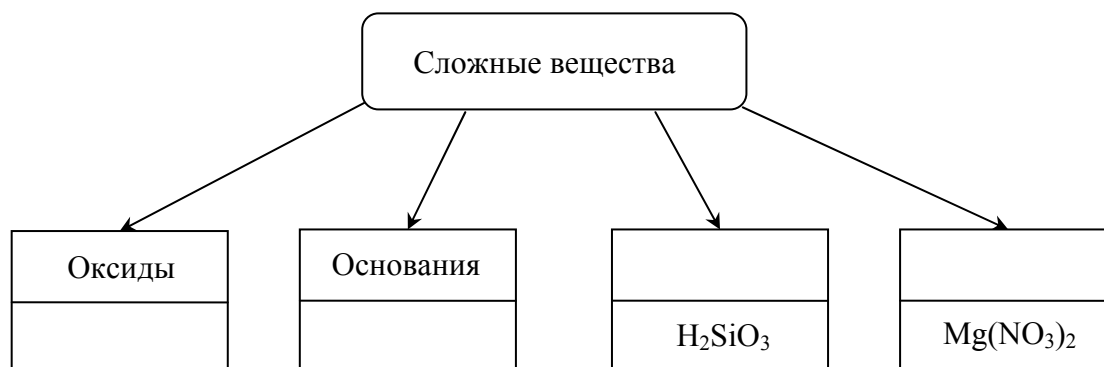 Сложные вещества
Оксиды
Основания
H₂SiO₃
Mg(NO₃)₂